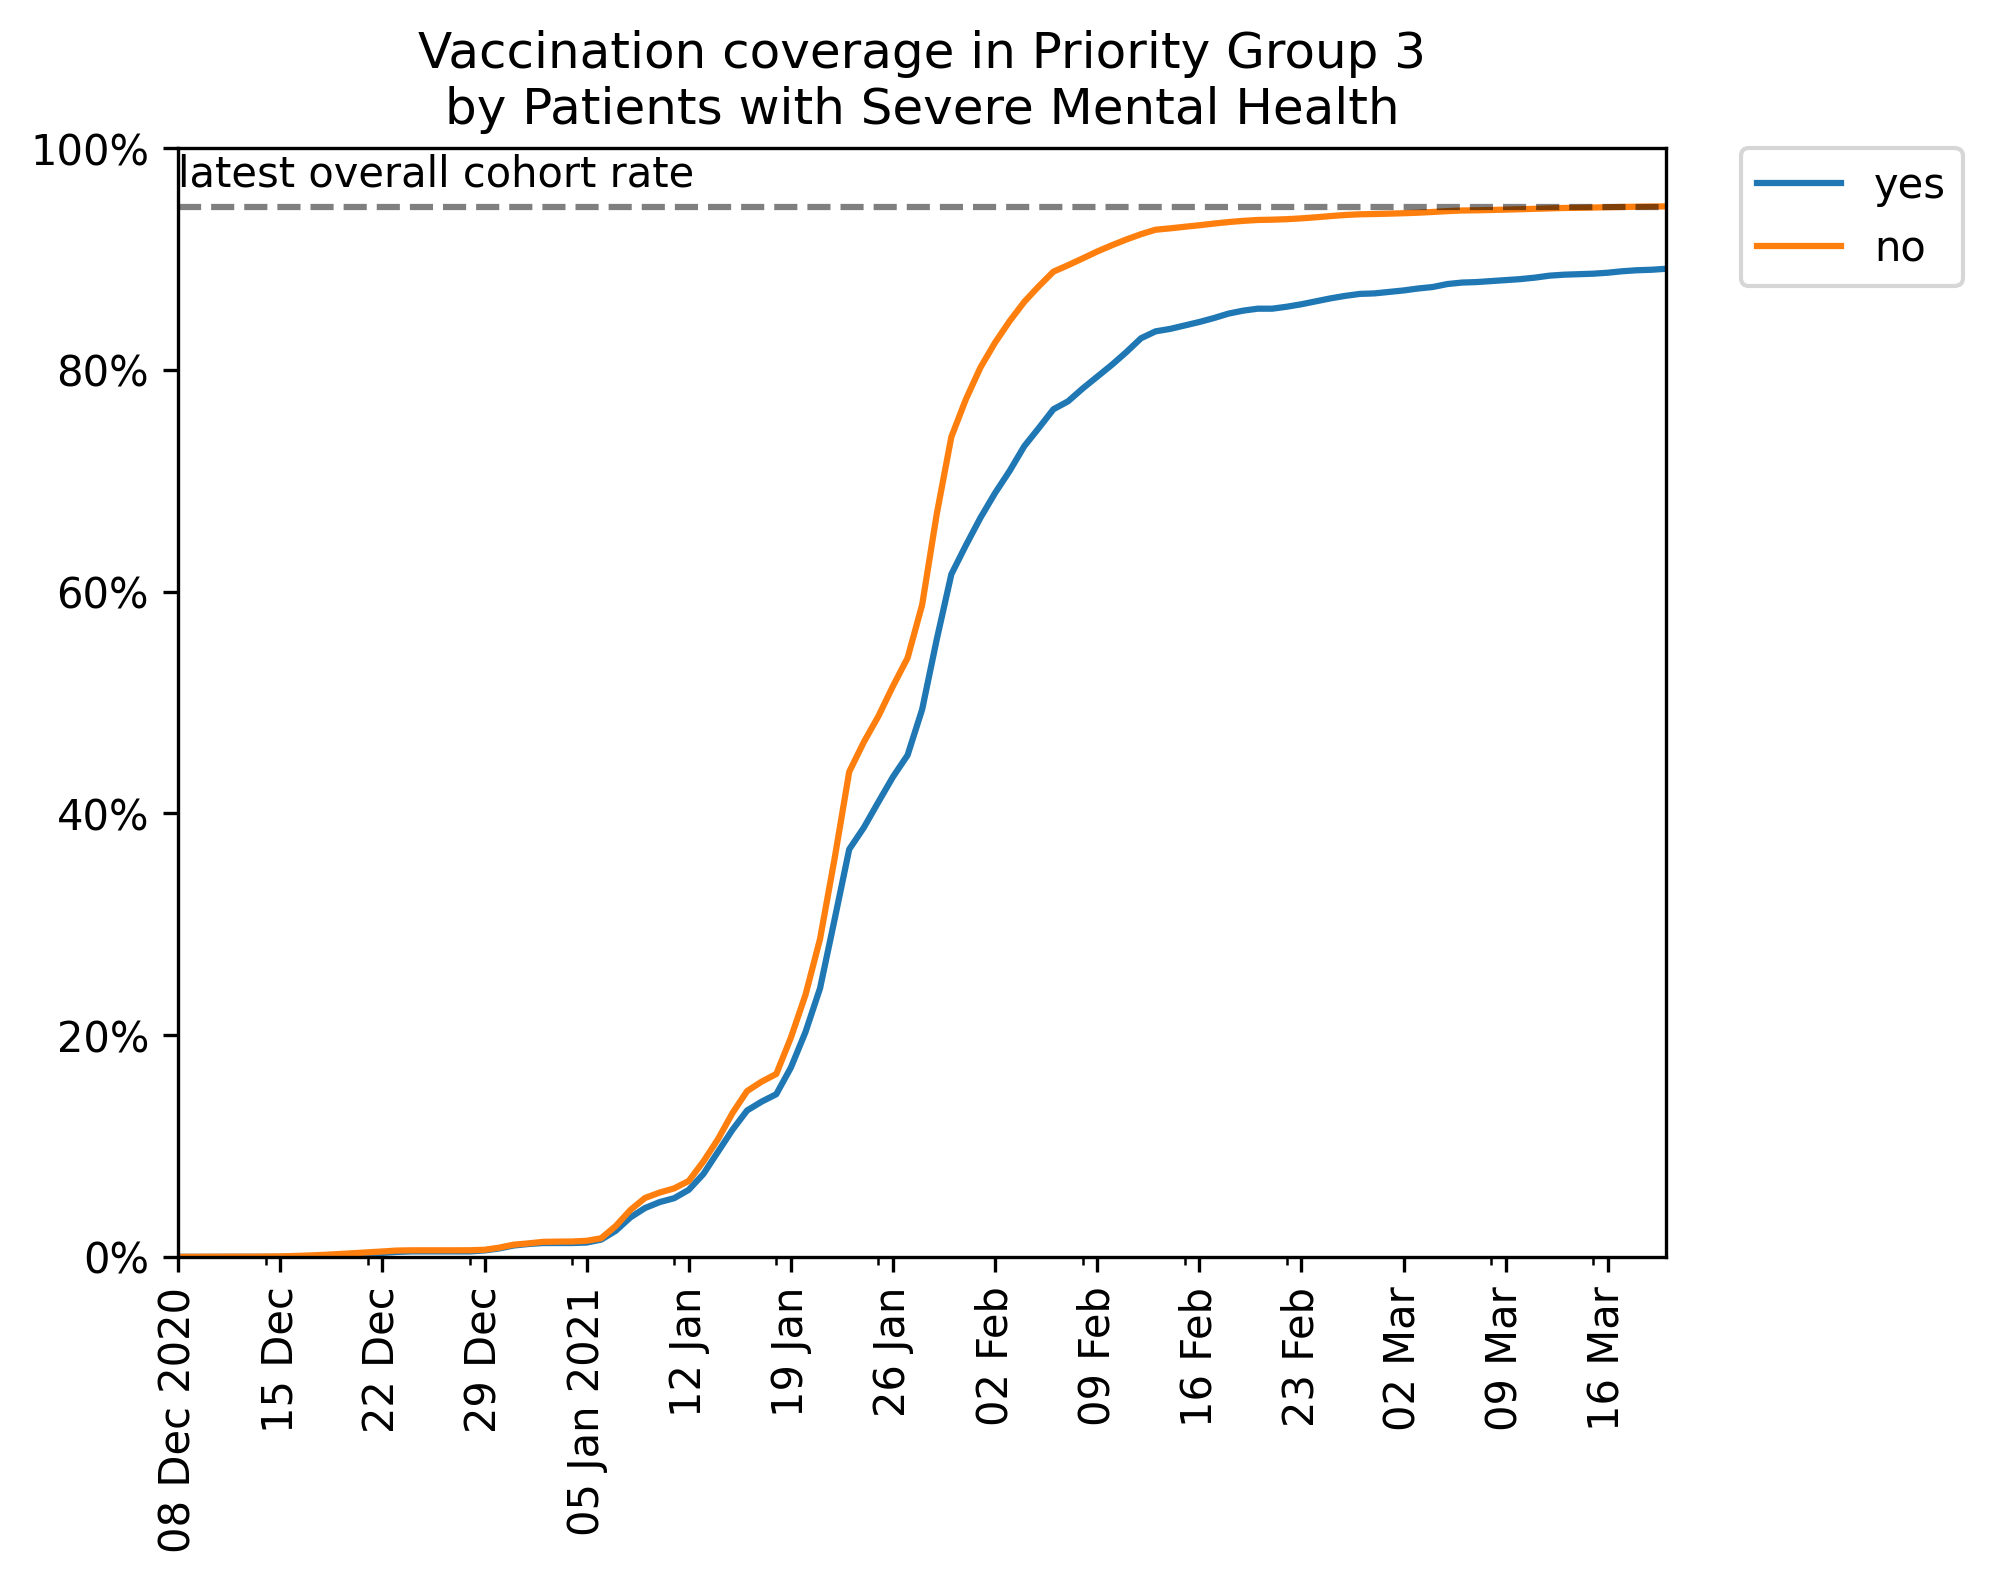 Vaccination coverage in Priority Group 3
by Patients with Severe Mental Health
100%
80%
60%
40%
20%
0%
latest overall cohort rate
yes
no
08 Dec 2020
15 Dec
22 Dec
29 Dec
05 Jan 2021
12 Jan
19 Jan
26 Jan
02 Feb
09 Feb
16 Feb
23 Feb
02 Mar
09 Mar
16 Mar